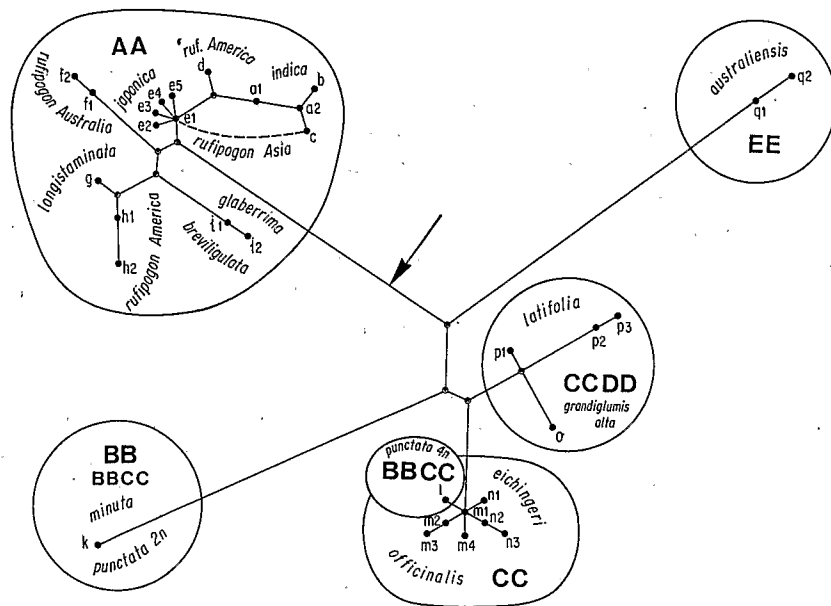 AA
rufipogon Australia
f2
f1
japonica
e5
e4
e3
e2
e1
ruf. America
d
indica
a1
b
a2
c
rufipogon Asia
longistaminata
g
h1
h2
rufipogon America
glaberrima
breviligulata
i1
i2
australiensis
q2
q1
EE
latifolia
p1
p2
p3
CCDD
grandiglumis
alta
o
BB
BBCC
minuta
k
punctata 2n
punctata 4n
BBCC
l
eichingeri
n1
m1
m2
n2
m3
m4
n3
officinalis
CC